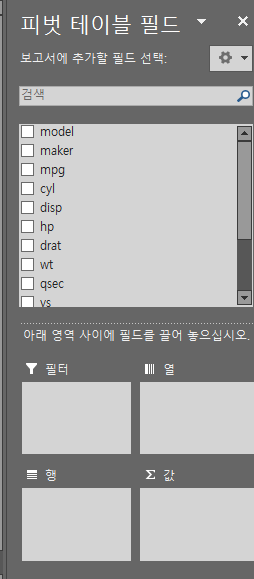 피벗 테이블 필드
보고서에 추가할 필드 선택:
검색
model
maker
mpg
cyl
disp
hp
drat
wt
qsec
vs
아래 영역 사이에 필드를 끌어 놓으십시오.
필터
열
행
Σ 값